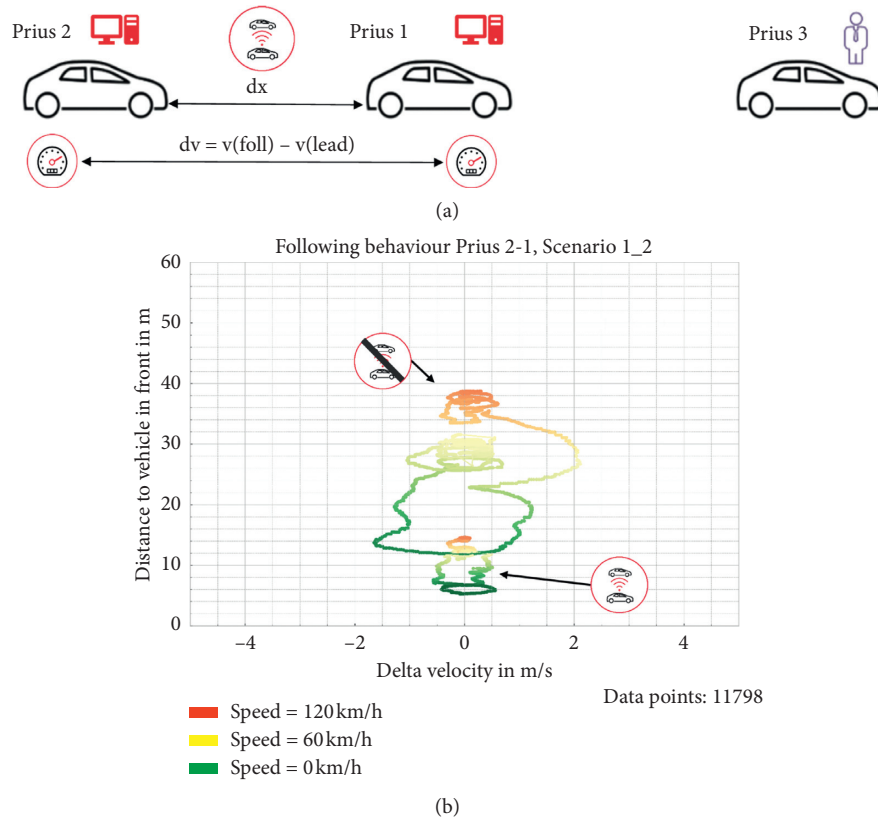 Prius 2
Prius 1
Prius 3
dx
dv = v(foll) – v(lead)
(a)
Following behaviour Prius 2-1, Scenario 1_2
Distance to vehicle in front in m
60
50
40
30
20
10
0
–4
–2
0
2
4
Delta velocity in m/s
Data points: 11798
Speed = 120 km/h
Speed = 60 km/h
Speed = 0 km/h
(b)